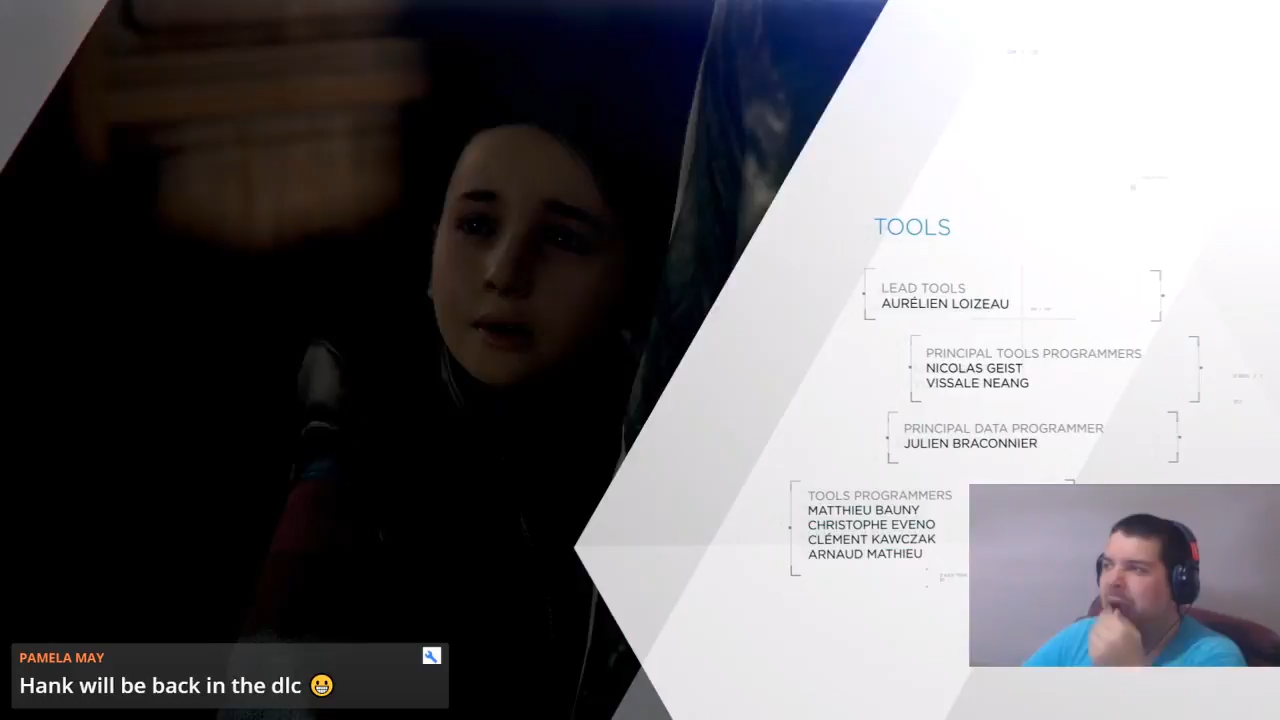 TOOLS
LEAD TOOLS
AURÉLIEN LOIZEAU
PRINCIPAL TOOLS PROGRAMMERS
NICOLAS GEIST
VISSALE NEANG
PRINCIPAL DATA PROGRAMMER
JULIEN BRACONNIER
TOOLS PROGRAMMERS
MATTHIEU BAUNY
CHRISTOPHE EVENO
CLÉMENT KAWCZAK
ARNAUD MATHIEU
PAMELA MAY
Hank will be back in the dlc 😀